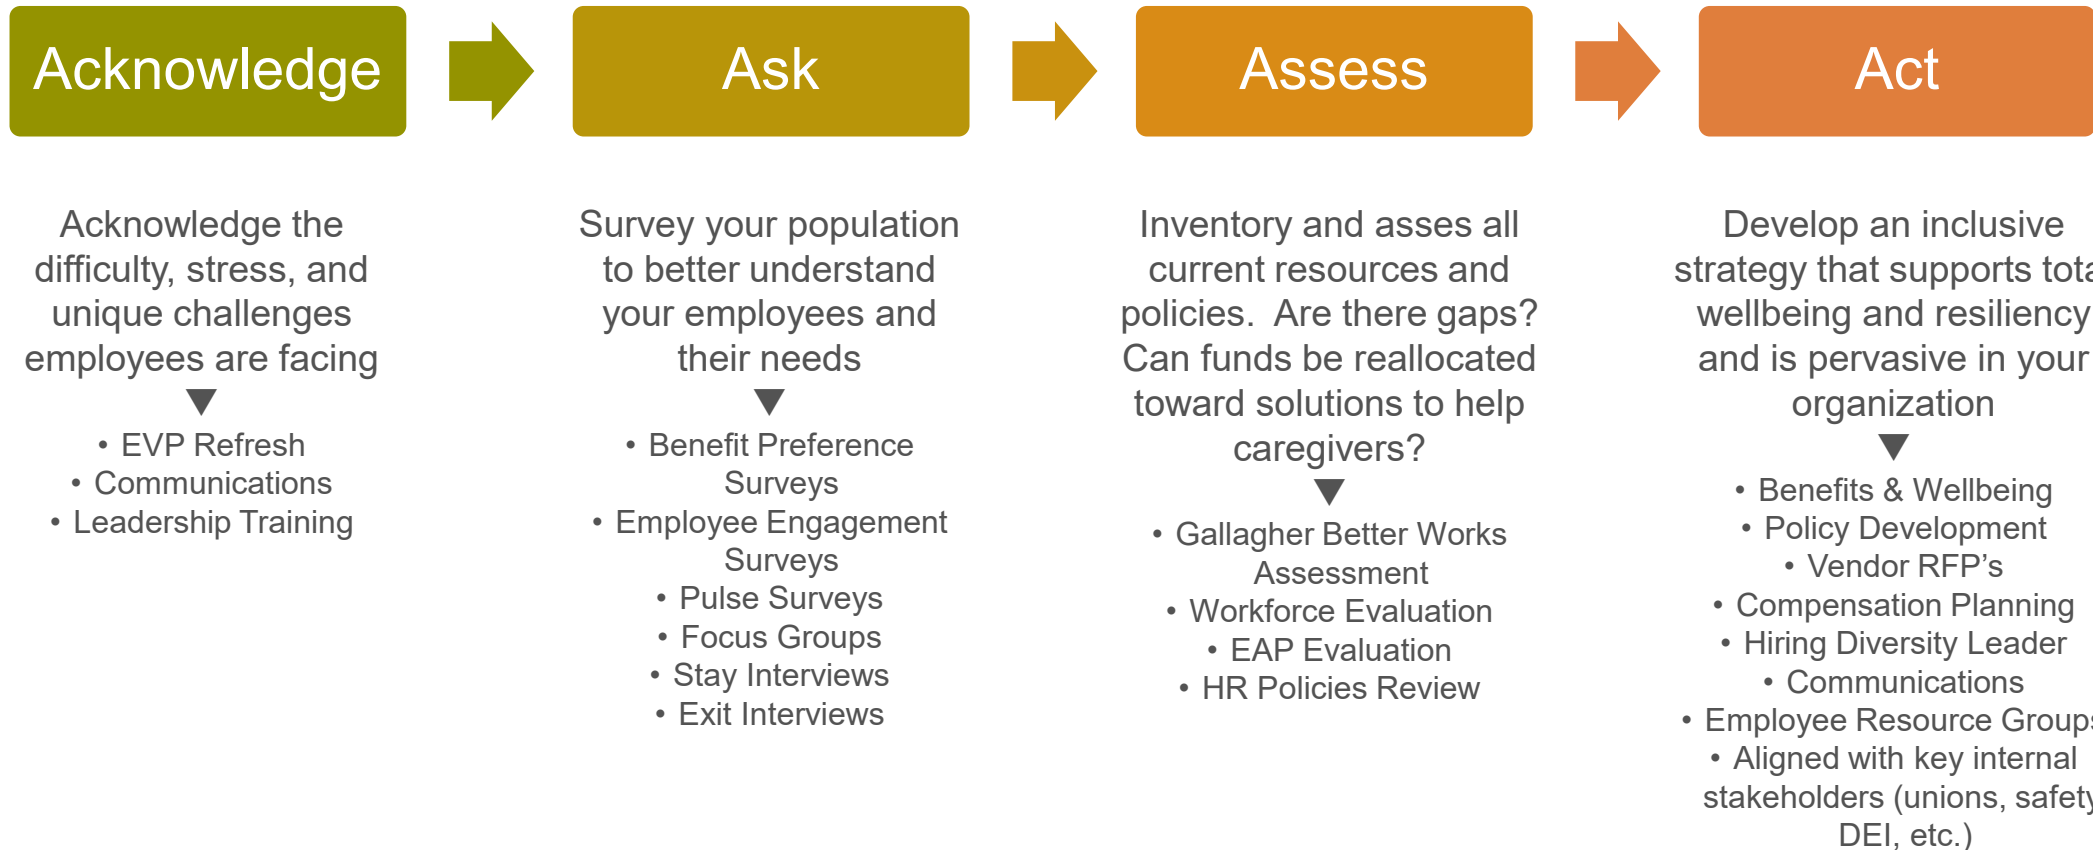 Acknowledge
Ask
Assess
Act
Acknowledge the
difficulty, stress, and
unique challenges
employees are facing
• EVP Refresh
• Communications
• Leadership Training
Survey your population
to better understand
your employees and
their needs
• Benefit Preference
Surveys
• Employee Engagement
Surveys
• Pulse Surveys
• Focus Groups
• Stay Interviews
• Exit Interviews
Inventory and asses all
current resources and
policies.  Are there gaps?
Can funds be reallocated
toward solutions to help
caregivers?
• Gallagher Better Works
Assessment
• Workforce Evaluation
• EAP Evaluation
• HR Policies Review
Develop an inclusive
strategy that supports tota
wellbeing and resiliency
and is pervasive in your
organization
• Benefits & Wellbeing
• Policy Development
• Vendor RFP’s
• Compensation Planning
• Hiring Diversity Leader
• Communications
• Employee Resource Groups
• Aligned with key internal
stakeholders (unions, safety
DEI, etc.)